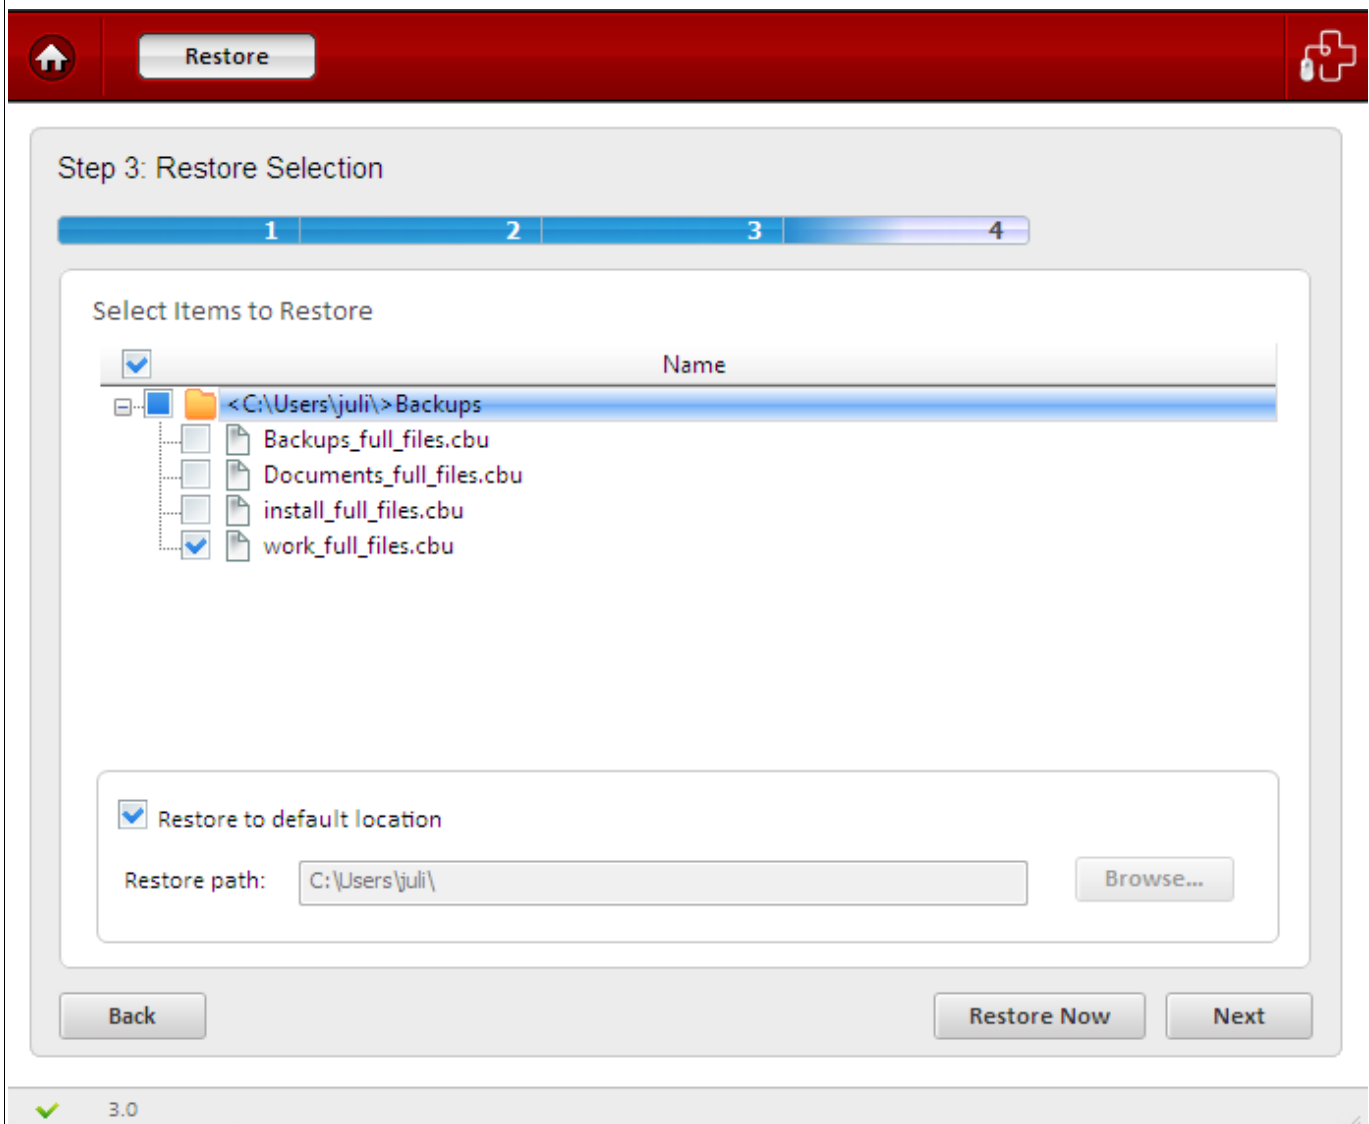 Restore
Step 3: Restore Selection
1 2 3 4
Select Items to Restore
Name
<C:\Users\juli\>Backups
Backups_full_files.cbu
Documents_full_files.cbu
install_full_files.cbu
work_full_files.cbu
Restore to default location
Restore path: C:\Users\juli\ Browse...
Back Restore Now Next
3.0